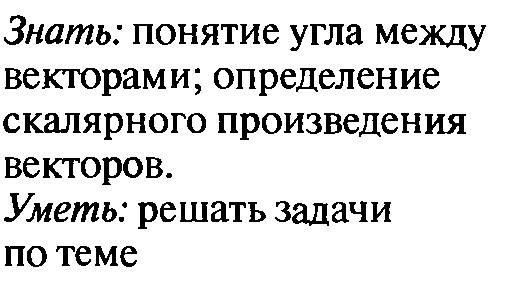 Знать: понятие угла между
векторами; определение
скалярного произведения
векторов.
Уметь: решать задачи
по теме